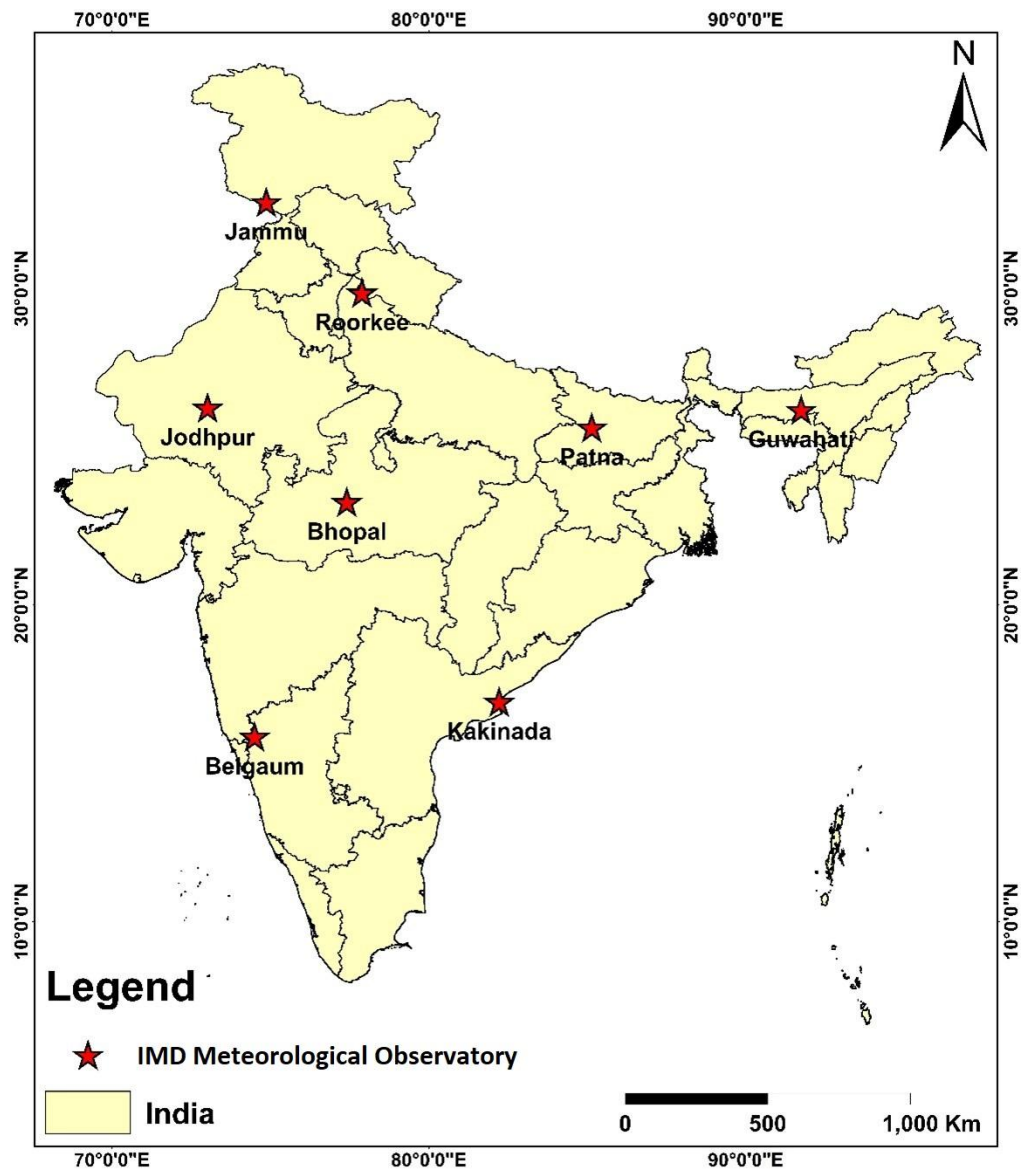 70°0'0"E 80°0'0"E 90°0'0"E
N
Jammu
30°0'0"N 30°0'0"N
Roorkee
Jodhpur
Patna
Guwahati
Bhopal
20°0'0"N 20°0'0"N
Kakinada
Belgaum
10°0'0"N 10°0'0"N
Legend
IMD Meteorological Observatory
India
0 500 1,000 Km
70°0'0"E 80°0'0"E 90°0'0"E